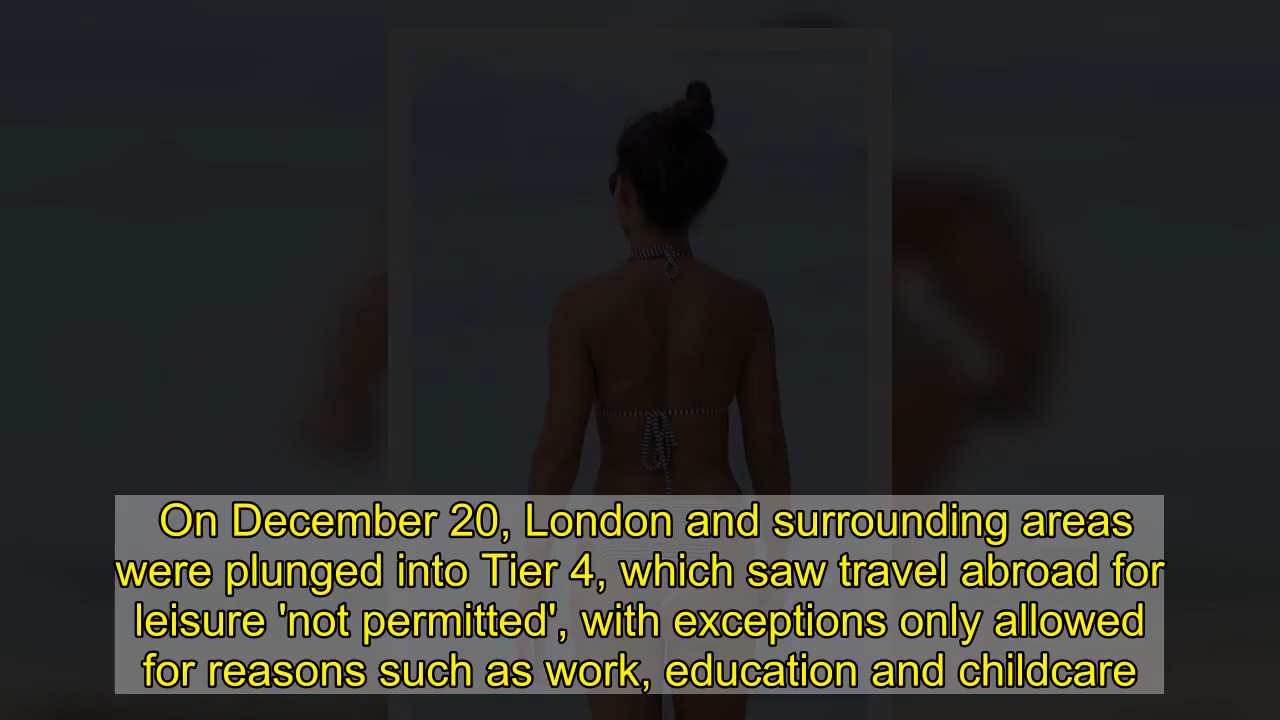 On December 20, London and surrounding areas
were plunged into Tier 4, which saw travel abroad for
leisure 'not permitted', with exceptions only allowed
for reasons such as work, education and childcare